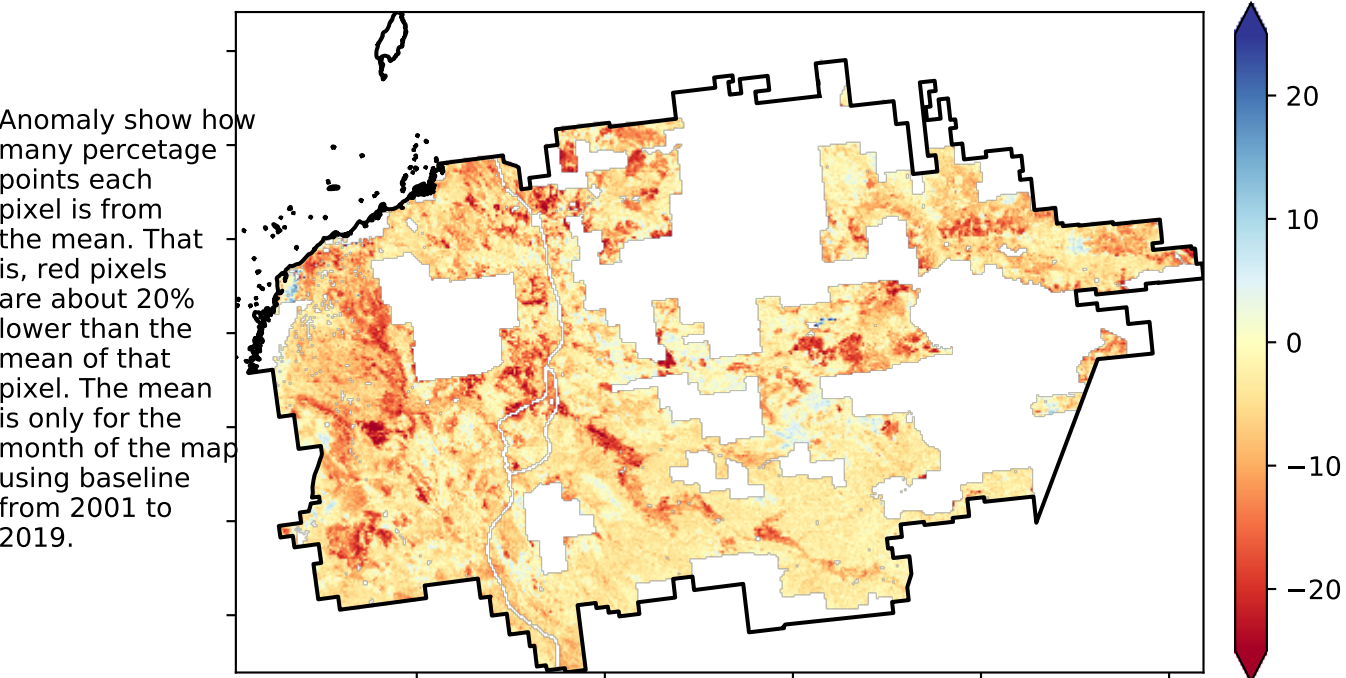 Anomaly show how
many percetage
points each
pixel is from
the mean. That
is, red pixels
are about 20%
lower than the
mean of that
pixel. The mean
is only for the
month of the map
using baseline
from 2001 to
2019.
20
10
0
−10
−20